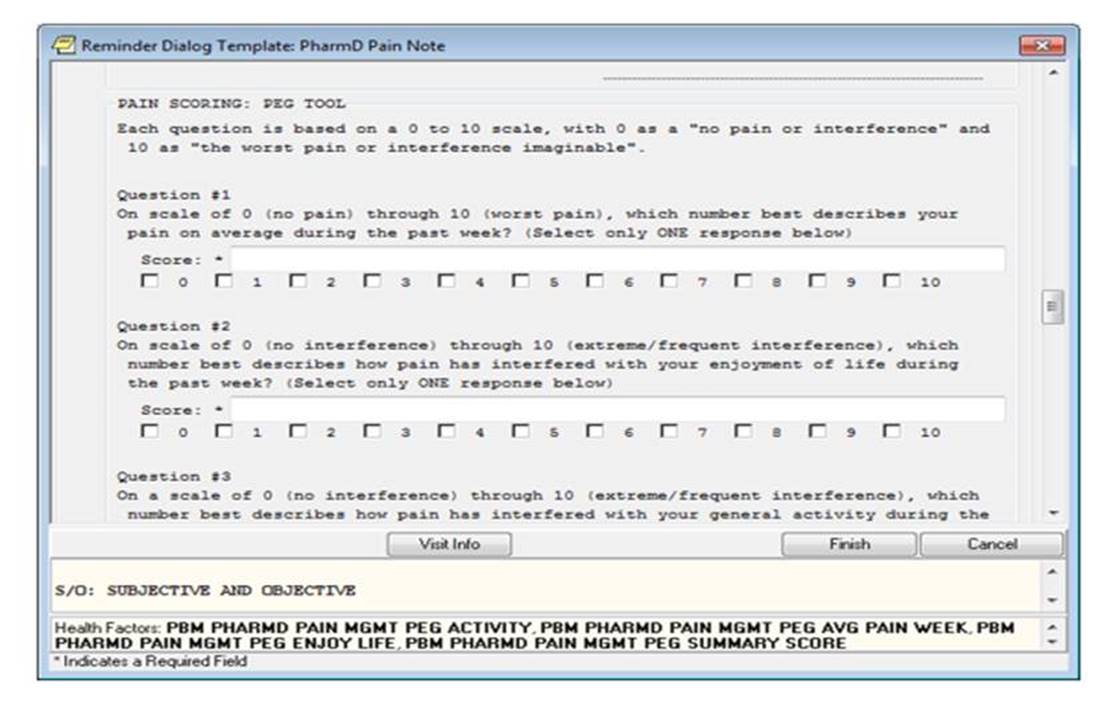 Reminder Dialog Template: PharmD Pain Note
PAIN SCORING: PEG TOOL
Each question is based on a 0 to 10 scale, with 0 as a "no pain or interference" and
10 as "the worst pain or interference imaginable".
Question #1
On scale of 0 (no pain) through 10 (worst pain), which number best describes your
pain on average during the past week? (Select only ONE response below)
Score: *
0 1 2 3 4 5 6 7 8 9 10
Question #2
On scale of 0 (no interference) through 10 (extreme/frequent interference), which
number best describes how pain has interfered with your enjoyment of life during
the past week? (Select only ONE response below)
Score: *
0 1 2 3 4 5 6 7 8 9 10
Question #3
On a scale of 0 (no interference) through 10 (extreme/frequent interference), which
number best describes how pain has interfered with your general activity during the
Visit Info Finish Cancel
S/O: SUBJECTIVE AND OBJECTIVE
Health Factors: PBM PHARMD PAIN MGMT PEG ACTIVITY, PBM PHARMD PAIN MGMT PEG AVG PAIN WEEK, PBM
PHARMD PAIN MGMT PEG ENJOY LIFE, PBM PHARMD PAIN MGMT PEG SUMMARY SCORE
* Indicates a Required Field